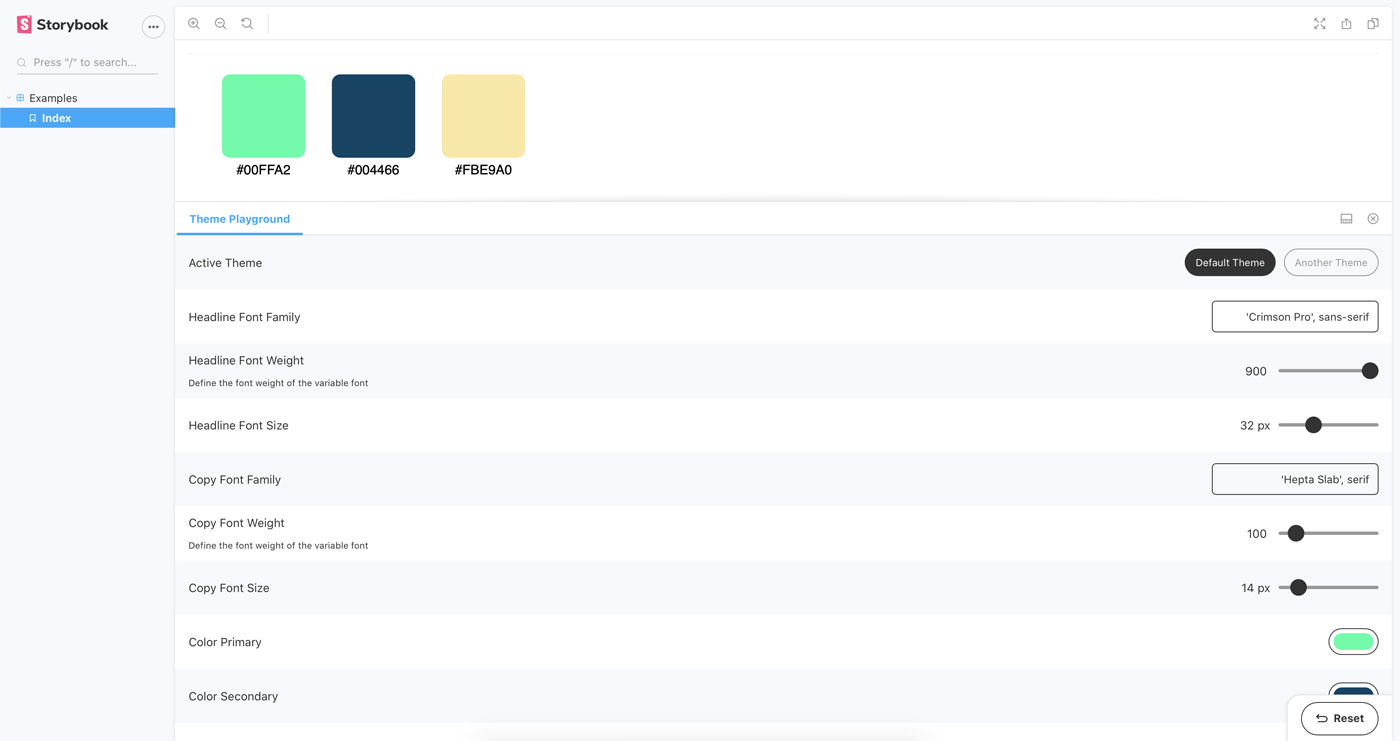 Storybook
Press "/" to search...
Examples
Index
#00FFA2 #004466 #FBE9A0
Theme Playground
Active Theme Default Theme Another Theme
Headline Font Family 'Crimson Pro', sans-serif
Headline Font Weight 900
Define the font weight of the variable font
Headline Font Size 32 px
Copy Font Family 'Hepta Slab', serif
Copy Font Weight 100
Define the font weight of the variable font
Copy Font Size 14 px
Color Primary
Color Secondary
Reset